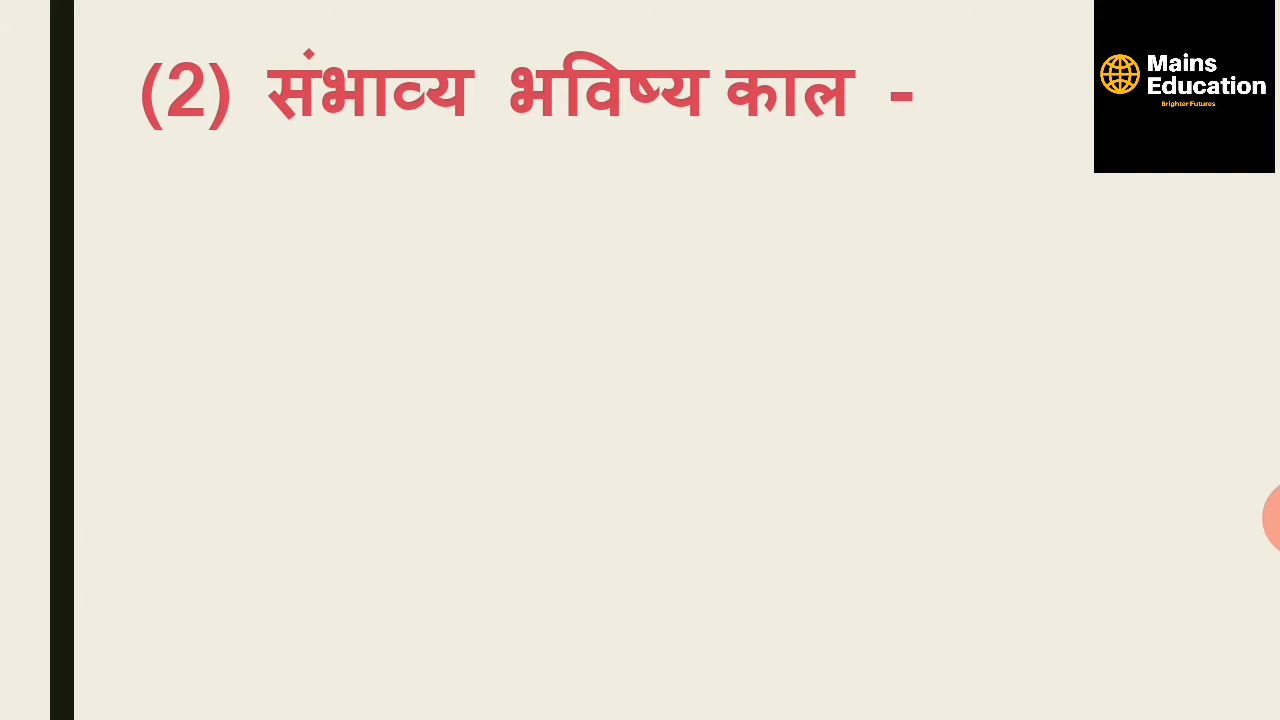 (2) संभाव्य भविष्य काल -
Mains
Education
Brighter Futures